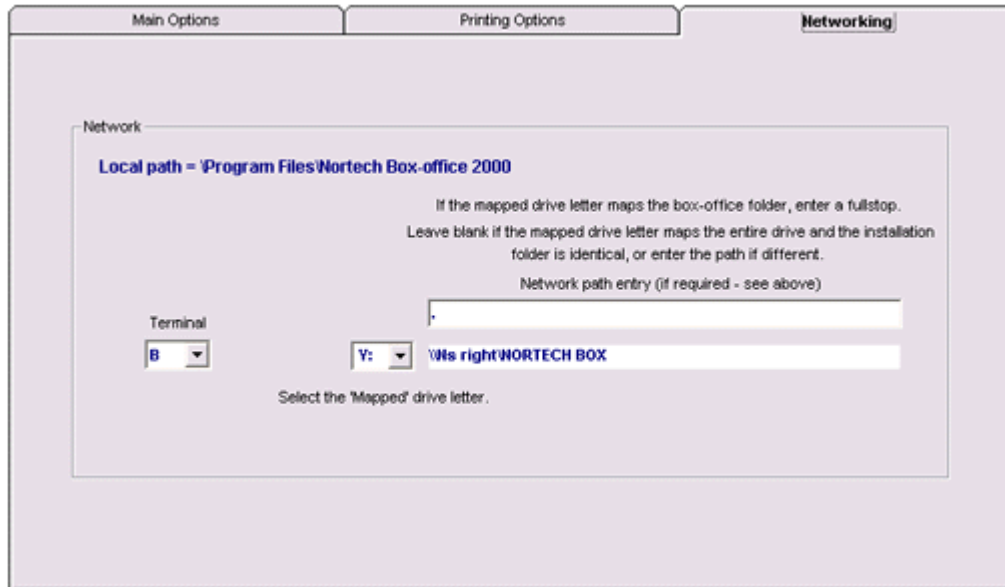 Main Options
Printing Options
Networking
Network
Local path = \Program Files\Nortech Box-office 2000
If the mapped drive letter maps the box-office folder, enter a fullstop.
Leave blank if the mapped drive letter maps the entire drive and the installation
folder is identical, or enter the path if different.
Network path entry (if required - see above)
.
Terminal
B
Y:
\\Ns right\NORTECH BOX
Select the 'Mapped' drive letter.